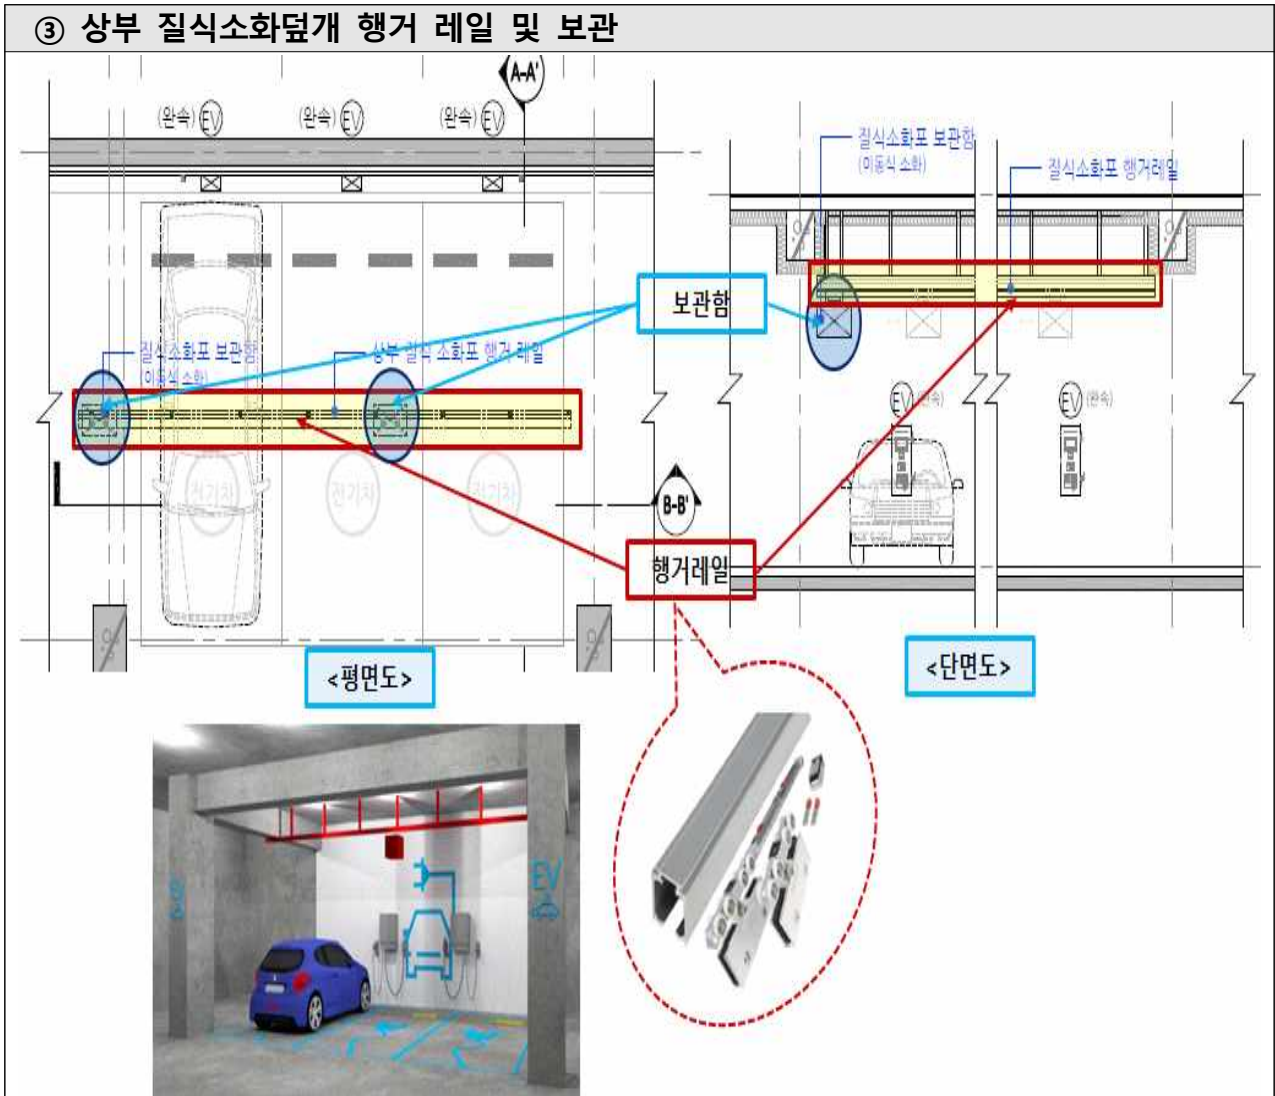 ③ 상부 질식소화덮개 행거 레일 및 보관
A-A'
(완속) EV
(완속) EV
(완속) EV
질식소화포 보관함
(이동식 소화)
질식소화포 행거레일
보관함
질식소화포 보관함
(이동식 소화)
상부 질식 소화포 행거 레일
EV (완속)
EV (완속)
전기차
전기차
전기차
B-B'
행거레일
<평면도>
<단면도>
EV